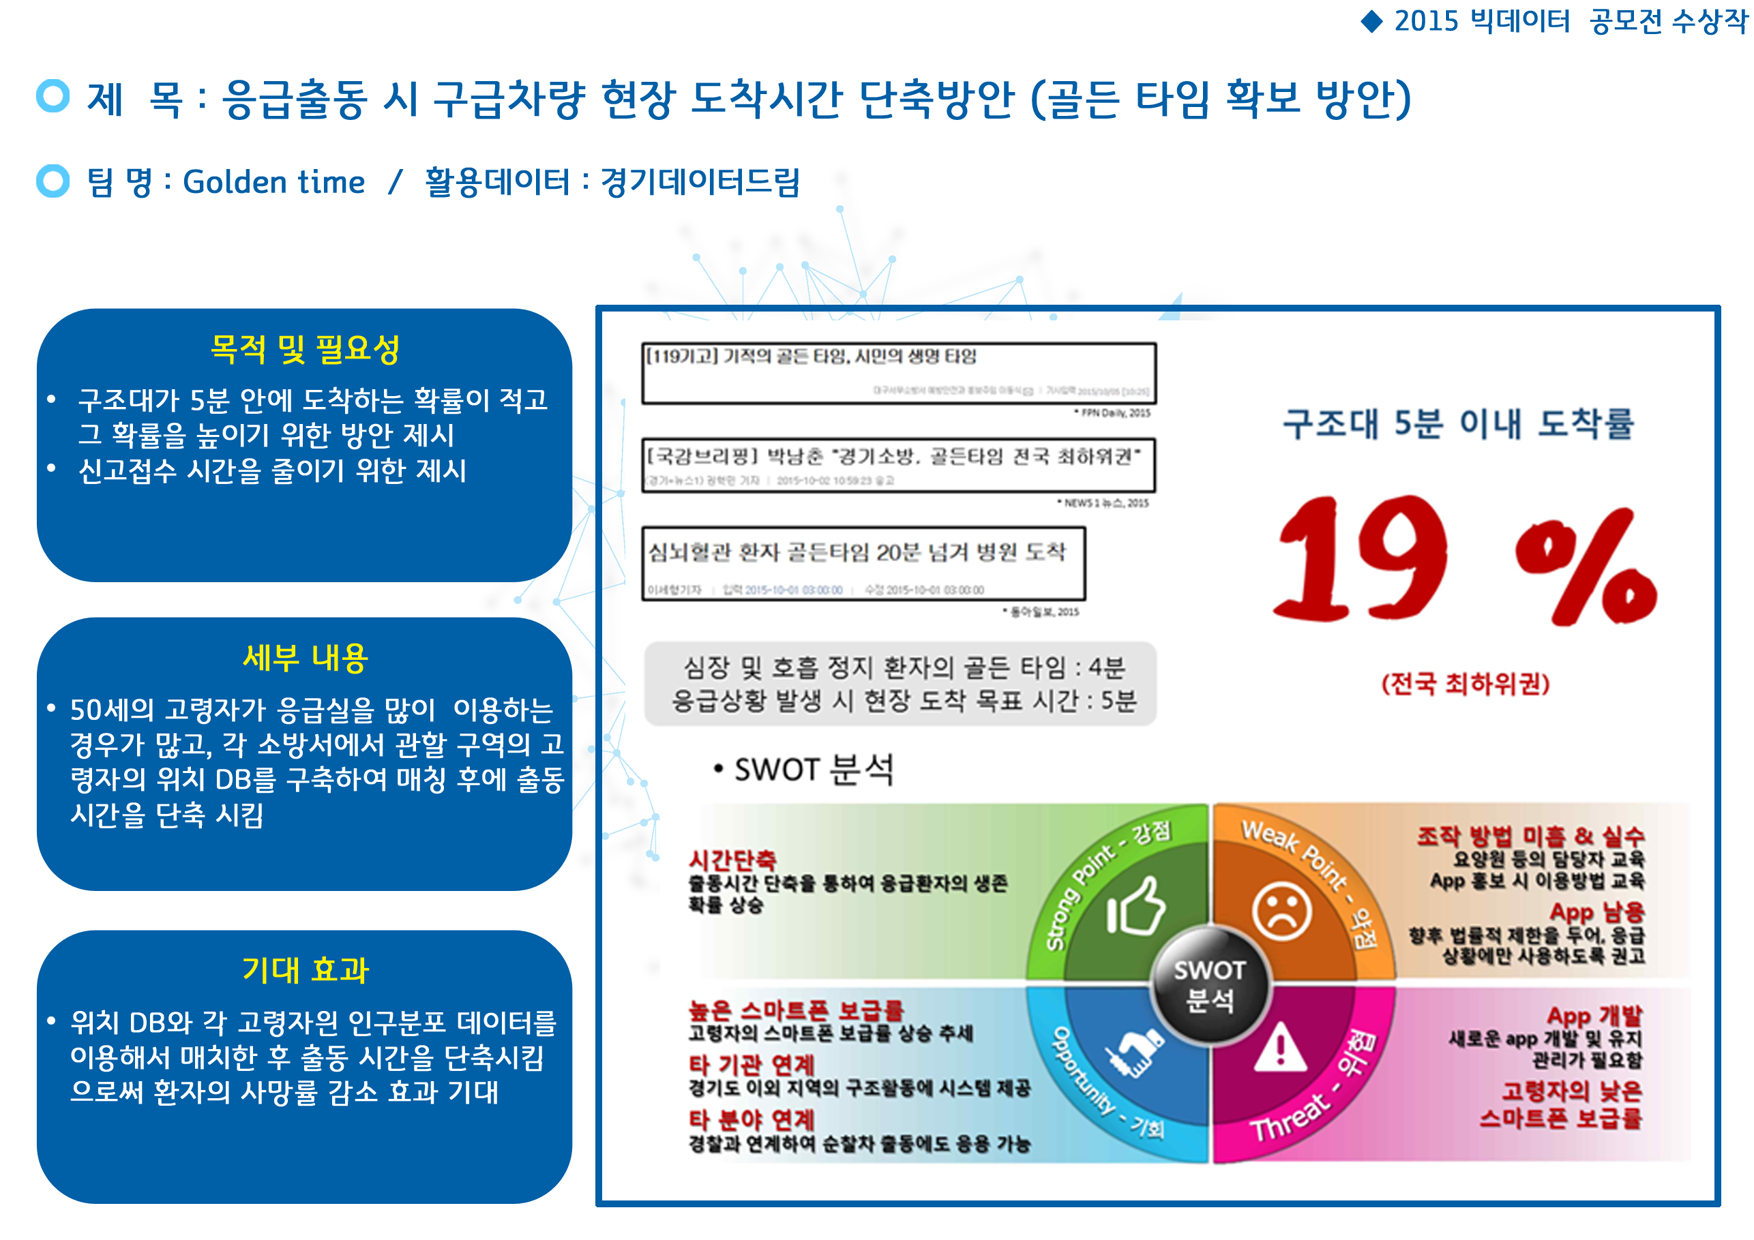 ◆ 2015 빅데이터 공모전 수상작
제 목 : 응급출동 시 구급차량 현장 도착시간 단축방안 (골든 타임 확보 방안)
팀 명 : Golden time / 활용데이터 : 경기데이터드림
목적 및 필요성
• 구조대가 5분 안에 도착하는 확률이 적고
그 확률을 높이기 위한 방안 제시
• 신고접수 시간을 줄이기 위한 제시
세부 내용
• 50세의 고령자가 응급실을 많이 이용하는
경우가 많고, 각 소방서에서 관할 구역의 고
령자의 위치 DB를 구축하여 매칭 후에 출동
시간을 단축 시킴
기대 효과
• 위치 DB와 각 고령자원 인구분포 데이터를
이용해서 매치한 후 출동 시간을 단축시킴
으로써 환자의 사망률 감소 효과 기대
[119기고] 기적의 골든 타임, 시민의 생명 타임
기사입력 2015/10/05 [10:25]
* FPN Daily, 2015
[국감브리핑] 박남춘 "경기소방, 골든타임 전국 최하위권"
(경기=뉴스1) 기자 | 2015-10-02 10:59:23 송고
* NEWS 1 뉴스, 2015
심뇌혈관 환자 골든타임 20분 넘겨 병원 도착
이세형기자 | 입력 2015-10-01 03:00:00 | 수정 2015-10-01 03:00:00
* 동아일보, 2015
심장 및 호흡 정지 환자의 골든 타임 : 4분
응급상황 발생 시 현장 도착 목표 시간 : 5분
구조대 5분 이내 도착률
19 %
(전국 최하위권)
• SWOT 분석
시간단축
출동시간 단축을 통하여 응급환자의 생존
확률 상승
Strong Point - 강점
Weak Point - 약점
조작 방법 미흡 & 실수
요양원 등의 담당자 교육
App 홍보 시 이용방법 교육
App 남용
향후 법률적 제한을 두어, 응급
상황에만 사용하도록 권고
SWOT
분석
높은 스마트폰 보급률
고령자의 스마트폰 보급률 상승 추세
타 기관 연계
경기도 이외 지역의 구조활동에 시스템 제공
타 분야 연계
경찰과 연계하여 순찰차 출동에도 응용 가능
Opportunity - 기회
Threat - 위협
App 개발
새로운 app 개발 및 유지
관리가 필요함
고령자의 낮은
스마트폰 보급률